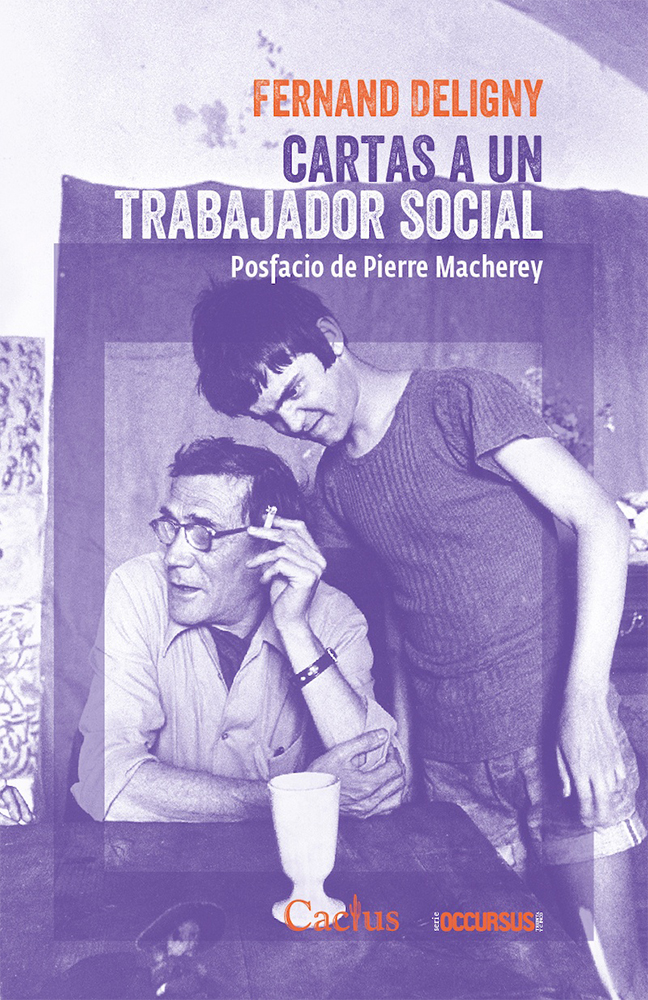 FERNAND DELIGNY
CARTAS A UN
TRABAJADOR SOCIAL
Posfacio de Pierre Macherey
Cactus
serie OCCURSUS